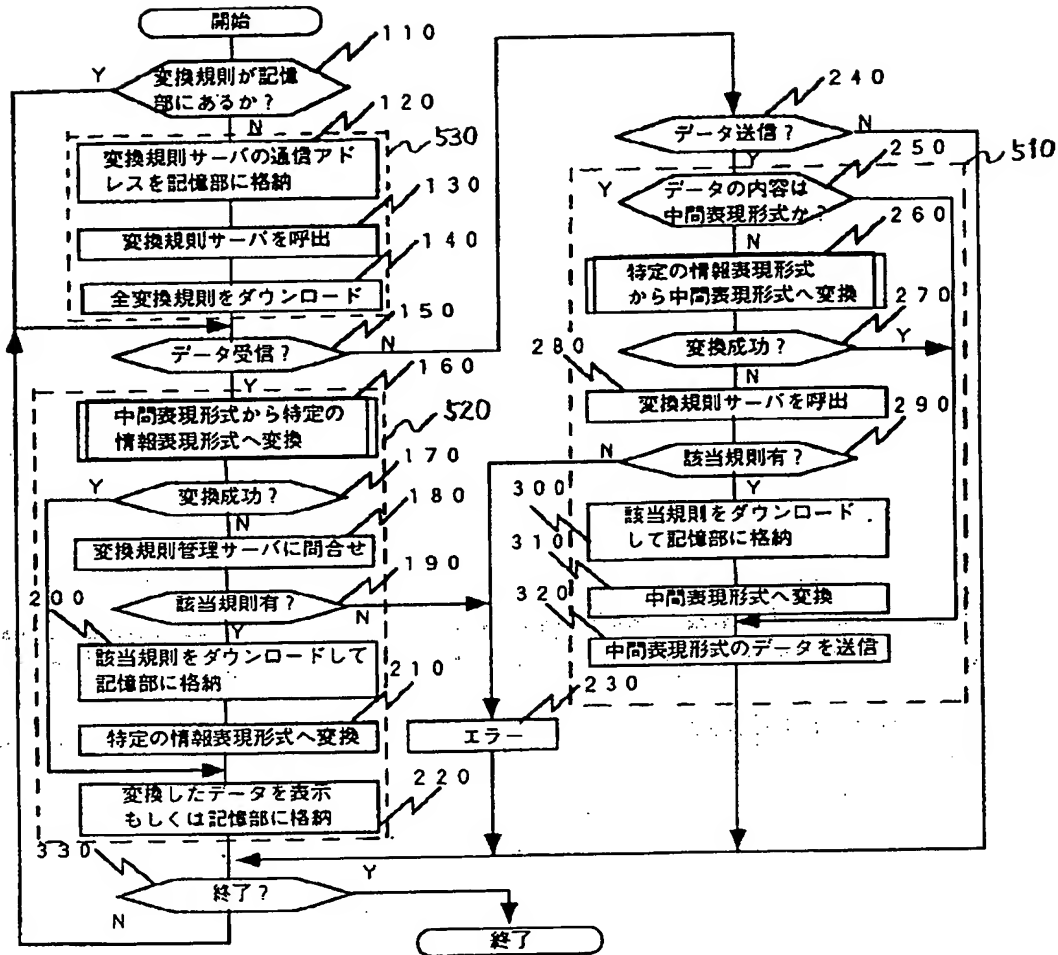 開始
110
変換規則が記憶
部にあるか？
Y
N
120
530
変換規則サーバの通信アド
レスを記憶部に格納
130
変換規則サーバを呼出
140
全変換規則をダウンロード
150
データ受信？
N
Y
160
中間表現形式から特定の
情報表現形式へ変換
520
170
変換成功？
Y
N
180
変換規則管理サーバに問合せ
190
該当規則有？
N
Y
200
該当規則をダウンロードして
記憶部に格納
210
特定の情報表現形式へ変換
220
変換したデータを表示
もしくは記憶部に格納
330
終了？
Y
N
終了
240
データ送信？
N
Y
250
510
データの内容は
中間表現形式か？
Y
N
260
特定の情報表現形式
から中間表現形式へ変換
270
変換成功？
Y
N
280
変換規則サーバを呼出
290
該当規則有？
N
Y
300
該当規則をダウンロード
して記憶部に格納
310
中間表現形式へ変換
320
中間表現形式のデータを送信
230
エラー